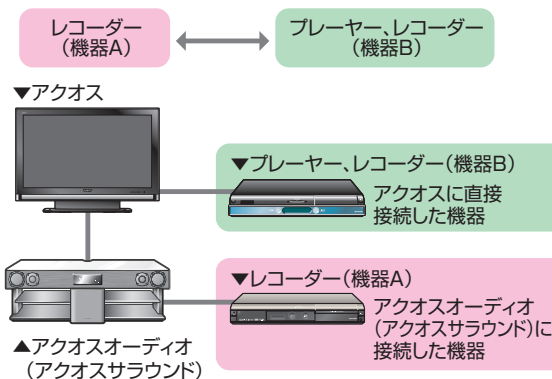 レコーダー
(機器A)
プレーヤー、レコーダー
(機器B)
▼アクオス
▼プレーヤー、レコーダー(機器B)
アクオスに直接
接続した機器
▼レコーダー(機器A)
アクオスオーディオ
(アクオスサラウンド)に
接続した機器
▲アクオスオーディオ
(アクオスサラウンド)